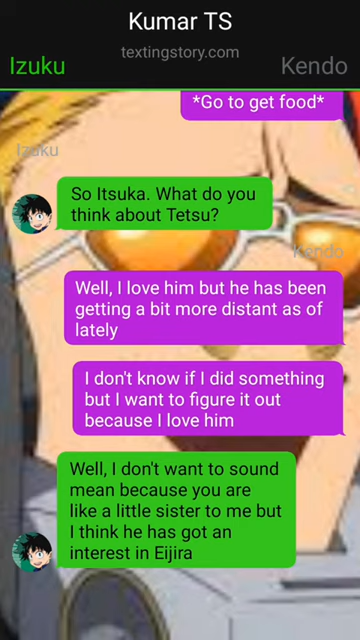 Kumar TS
textingstory.com
Izuku
Kendo
*Go to get food*
Izuku
So Itsuka. What do you
think about Tetsu?
Kendo
Well, I love him but he has been
getting a bit more distant as of
lately
I don't know if I did something
but I want to figure it out
because I love him
Well, I don't want to sound
mean because you are
like a little sister to me but
I think he has got an
interest in Eijira